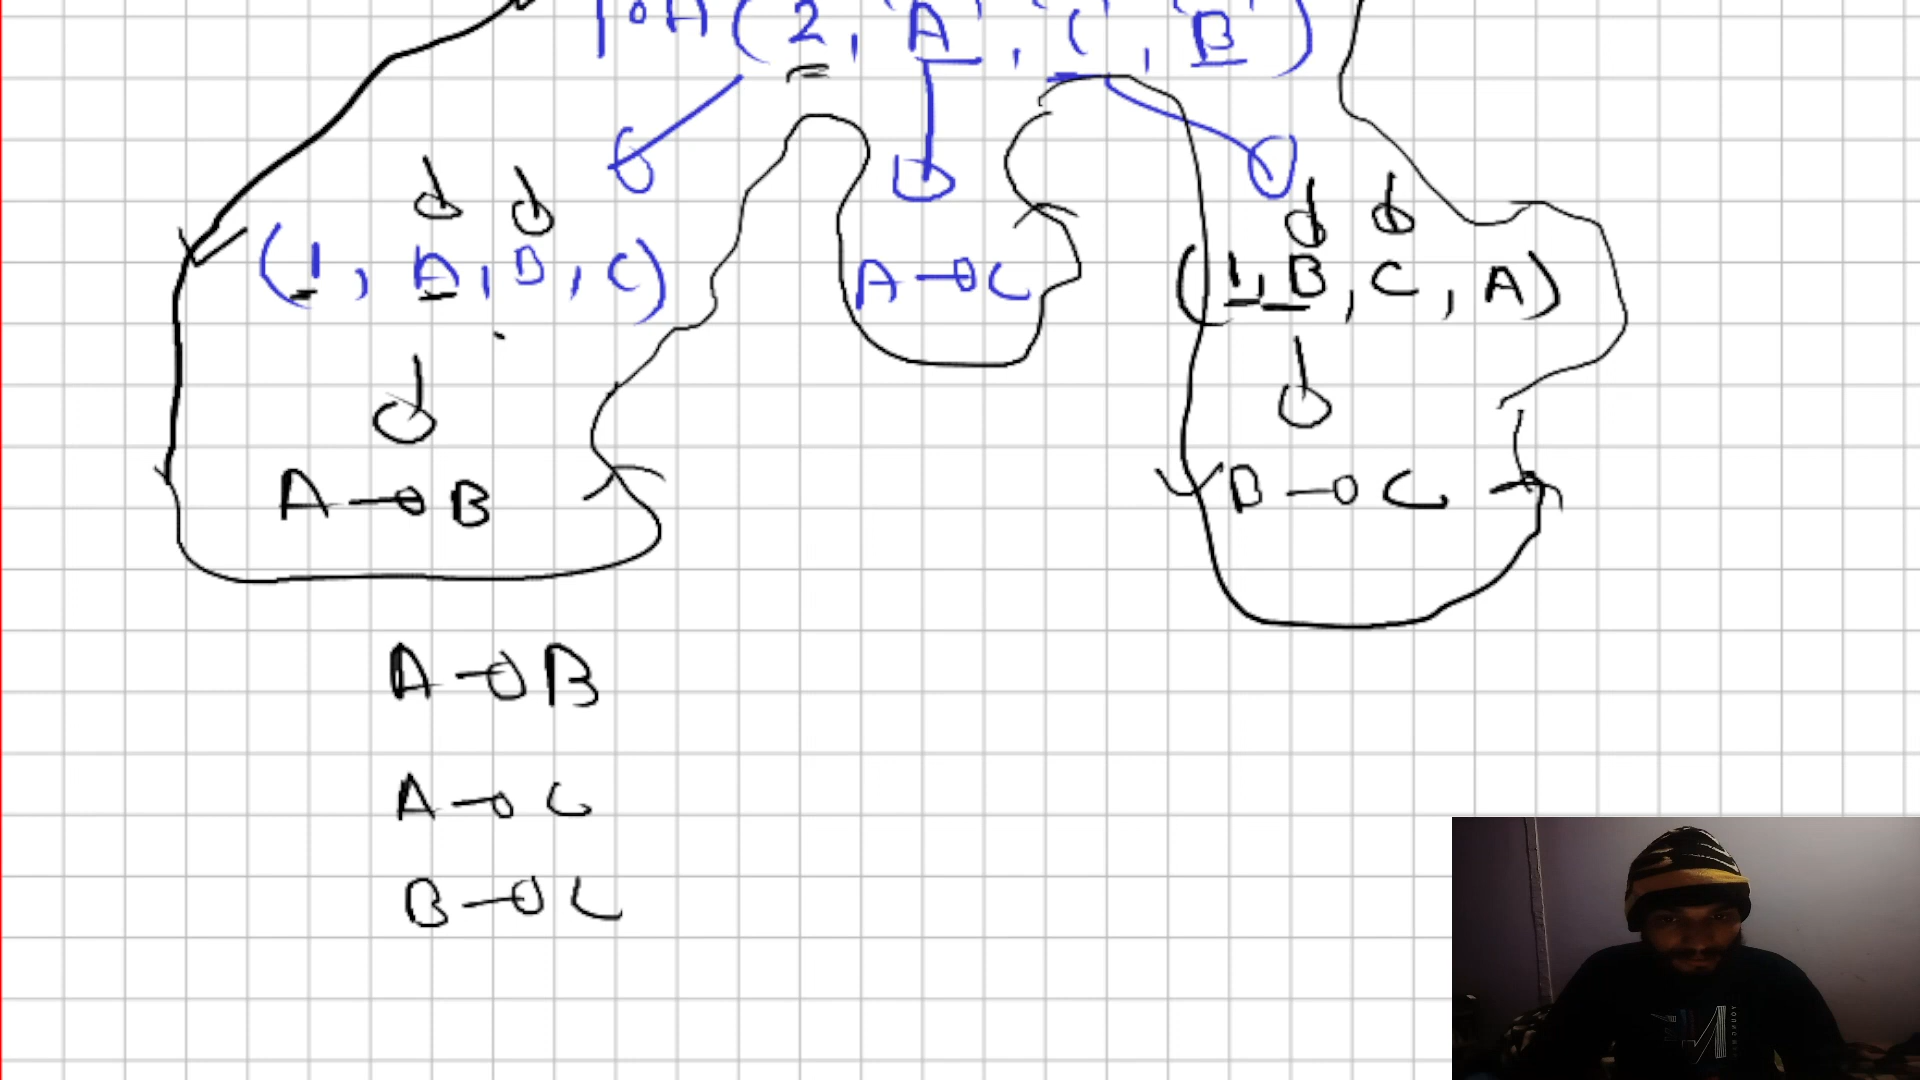 TOH(2, 'A', 'C', 'B')
(1, A, B, C)
A→C
(1, B, C, A)
A→B
B→C
A→B
A→C
B→C